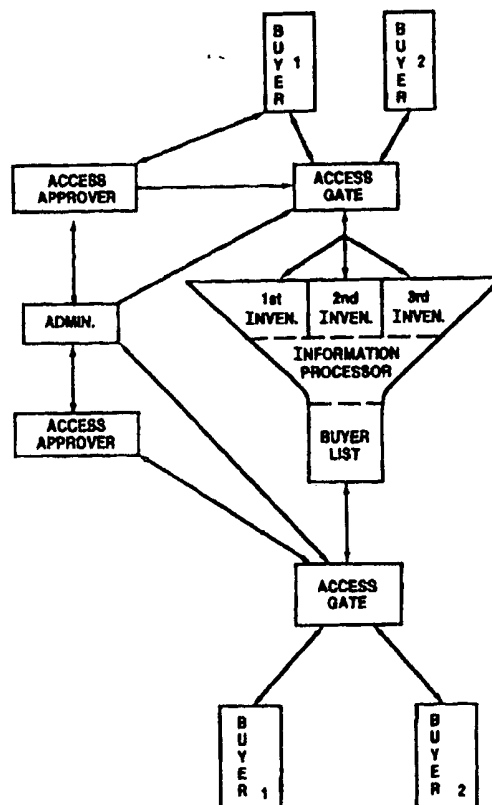 BUYER 1
BUYER 2
ACCESS
APPROVER
ACCESS
GATE
1st
INVEN.
2nd
INVEN.
3rd
INVEN.
ADMIN.
INFORMATION
PROCESSOR
ACCESS
APPROVER
BUYER
LIST
ACCESS
GATE
BUYER 1
BUYER 2